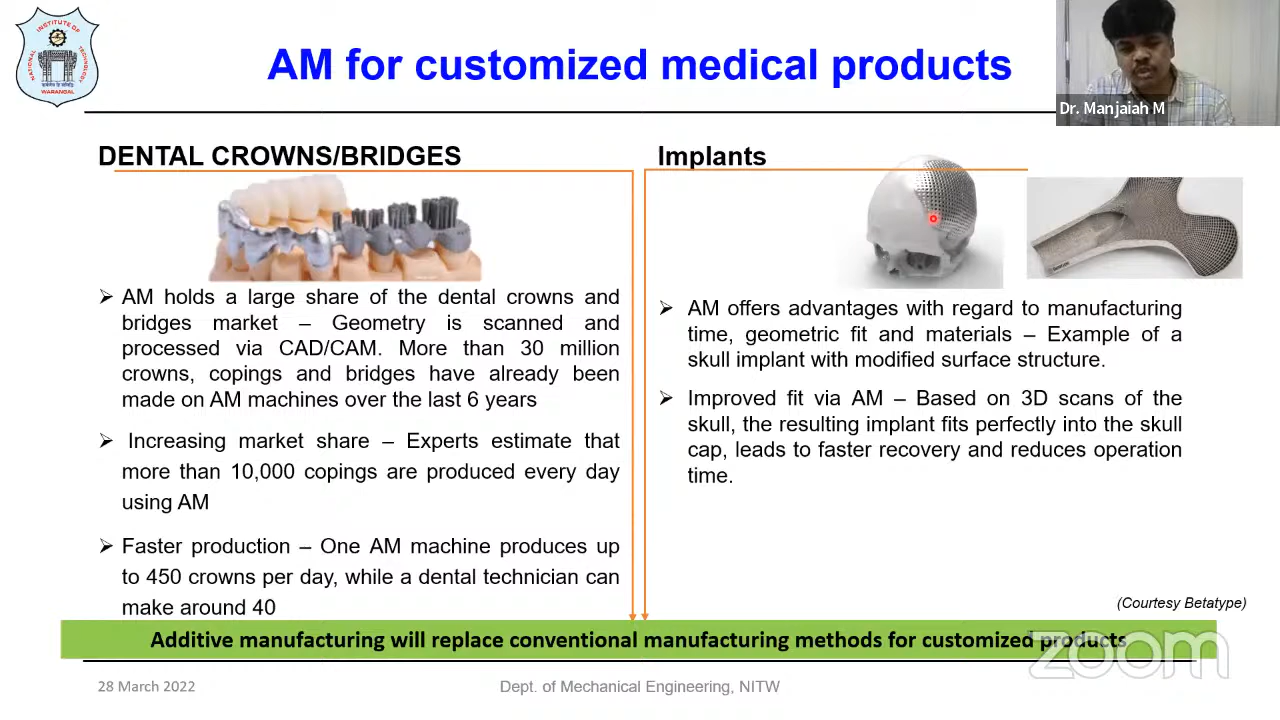 AM for customized medical products
NATIONAL INSTITUTE OF TECHNOLOGY
WARANGAL
Dr. Manjaiah M
DENTAL CROWNS/BRIDGES
➢ AM holds a large share of the dental crowns and
bridges market – Geometry is scanned and
processed via CAD/CAM. More than 30 million
crowns, copings and bridges have already been
made on AM machines over the last 6 years
➢ Increasing market share – Experts estimate that
more than 10,000 copings are produced every day
using AM
➢ Faster production – One AM machine produces up
to 450 crowns per day, while a dental technician can
make around 40
Implants
➢ AM offers advantages with regard to manufacturing
time, geometric fit and materials – Example of a
skull implant with modified surface structure.
➢ Improved fit via AM – Based on 3D scans of the
skull, the resulting implant fits perfectly into the skull
cap, leads to faster recovery and reduces operation
time.
(Courtesy Betatype)
Additive manufacturing will replace conventional manufacturing methods for customized products
zoom
28 March 2022
Dept. of Mechanical Engineering, NITW